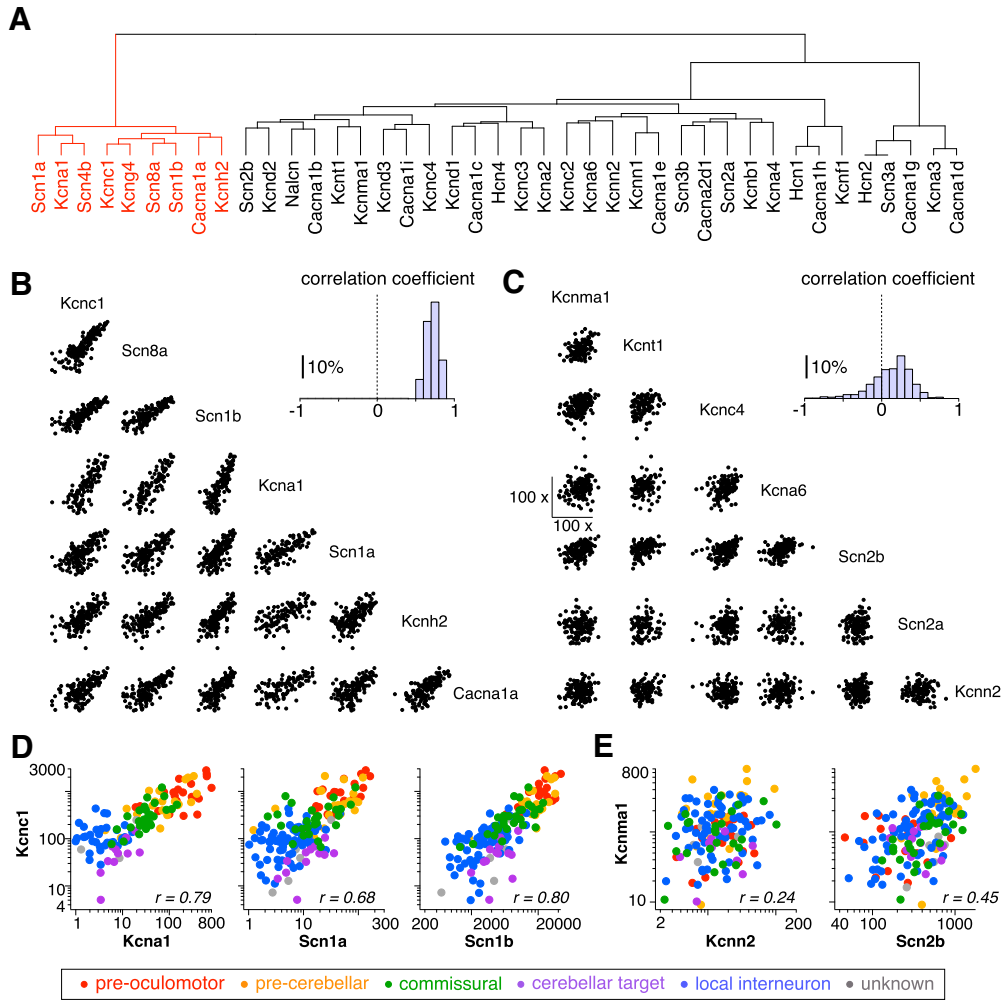 A
Scn1a Kcna1 Scn4b Kcnc1 Kcng4 Scn8a Scn1b Cacna1a Kcnh2 Scn2b Kcnd2 Nalcn Cacna1b Kcnt1 Kcnma1 Kcnd3 Cacna1i Kcnc4 Kcnd1 Cacna1c Hcn4 Kcnc3 Kcna2 Kcnc2 Kcna6 Kcnn2 Kcnn1 Cacna1e Scn3b Cacna2d1 Scn2a Kcnb1 Kcna4 Hcn1 Cacna1h Kcnf1 Hcn2 Scn3a Cacna1g Kcna3 Cacna1d
B
correlation coefficient
10%
-1 0 1
Kcnc1
Scn8a
Scn1b
Kcna1
Scn1a
Kcnh2
Cacna1a
C
correlation coefficient
10%
-1 0 1
Kcnma1
Kcnt1
Kcnc4
Kcna6
100 x
100 x
Scn2b
Scn2a
Kcnn2
D
Kcnc1
3000
100
10
4
r = 0.79
1 10 100 800
Kcna1
r = 0.68
1 10 100 300
Scn1a
r = 0.80
200 2000 20000
Scn1b
E
Kcnma1
800
10
r = 0.24
2 200
Kcnn2
r = 0.45
40 100 1000
Scn2b
pre-oculomotor pre-cerebellar commissural cerebellar target local interneuron unknown